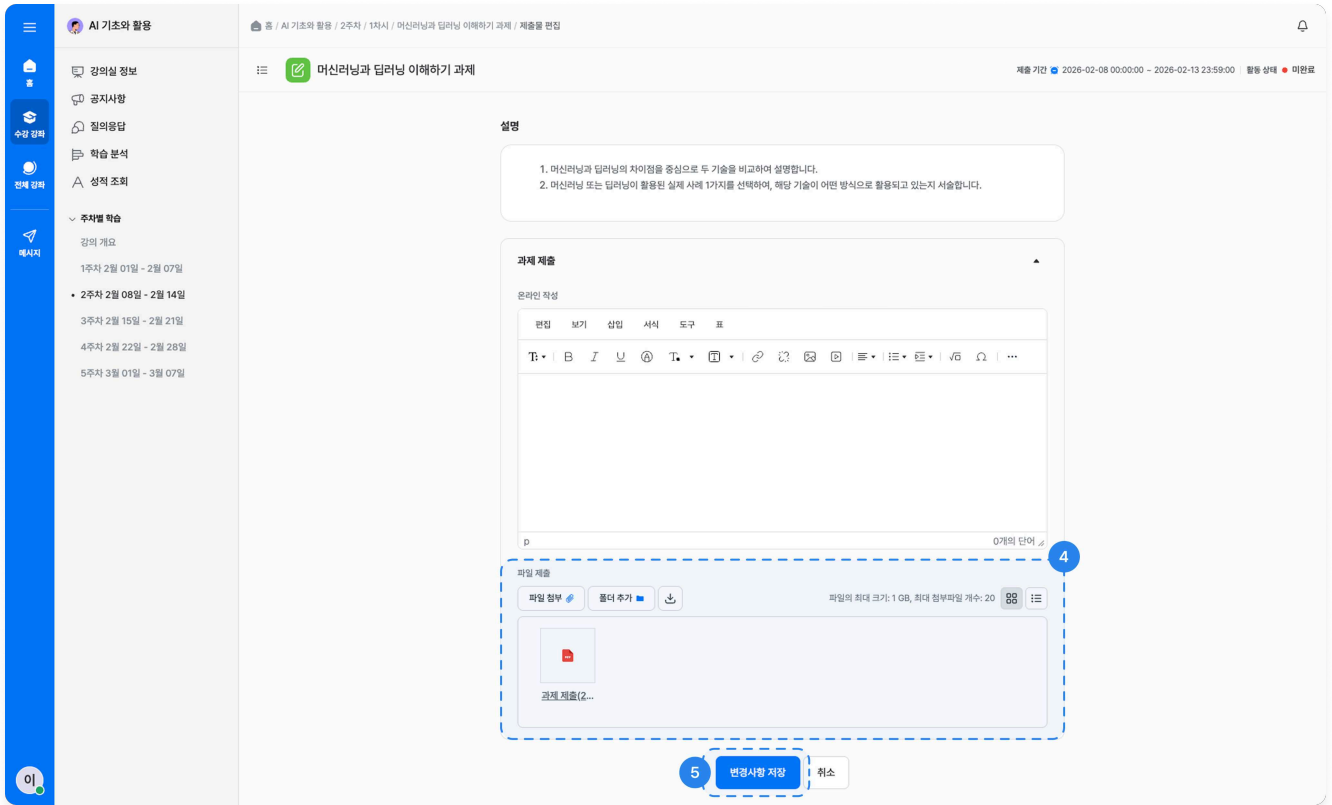 AI 기초와 활용
홈 / AI 기초와 활용 / 2주차 / 1차시 / 머신러닝과 딥러닝 이해하기 과제 / 제출물 편집
홈
수강 강좌
전체 강좌
메시지
이
강의실 정보
공지사항
질의응답
학습 분석
성적 조회
주차별 학습
강의 개요
1주차 2월 01일 - 2월 07일
2주차 2월 08일 - 2월 14일
3주차 2월 15일 - 2월 21일
4주차 2월 22일 - 2월 28일
5주차 3월 01일 - 3월 07일
머신러닝과 딥러닝 이해하기 과제
제출 기간 2026-02-08 00:00:00 ~ 2026-02-13 23:59:00 활동 상태 미완료
설명
1. 머신러닝과 딥러닝의 차이점을 중심으로 두 기술을 비교하여 설명합니다.
2. 머신러닝 또는 딥러닝이 활용된 실제 사례 1가지를 선택하여, 해당 기술이 어떤 방식으로 활용되고 있는지 서술합니다.
과제 제출
온라인 작성
편집 보기 삽입 서식 도구 표
p 0개의 단어
4
파일 제출
파일 첨부 폴더 추가 파일의 최대 크기: 1 GB, 최대 첨부파일 개수: 20
과제 제출(2...
5 변경사항 저장 취소